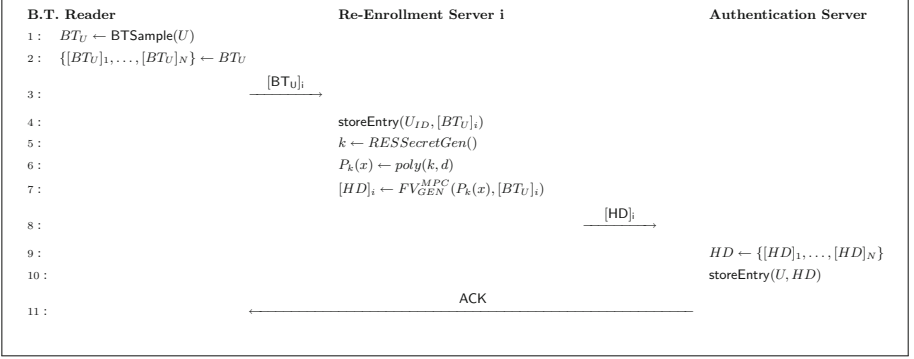 B.T. Reader Re-Enrollment Server i Authentication Server
1 : BT_U ← BTSample(U)
2 : {[BT_U]_1, . . . , [BT_U]_N} ← BT_U
[BT_U]_i
3 :
4 : storeEntry(U_ID, [BT_U]_i)
5 : k ← RESSecretGen()
6 : P_k(x) ← poly(k, d)
7 : [HD]_i ← FV_GEN^MPC(P_k(x), [BT_U]_i)
[HD]_i
8 :
9 : HD ← {[HD]_1, . . . , [HD]_N}
10 : storeEntry(U, HD)
ACK
11 :